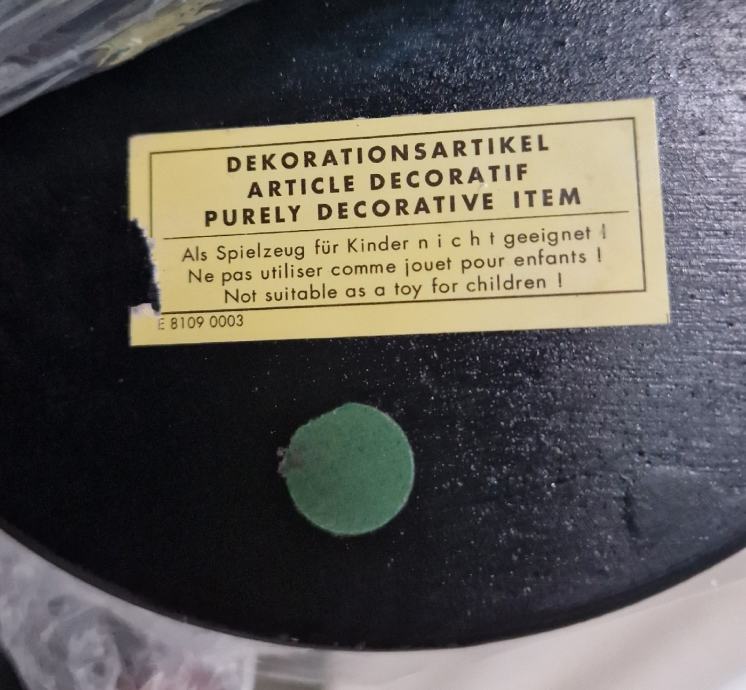 DEKORATIONSARTIKEL
ARTICLE DECORATIF
PURELY DECORATIVE ITEM
Als Spielzeug für Kinder n i c h t geeignet !
Ne pas utiliser comme jouet pour enfants !
Not suitable as a toy for children !
E 8109 0003